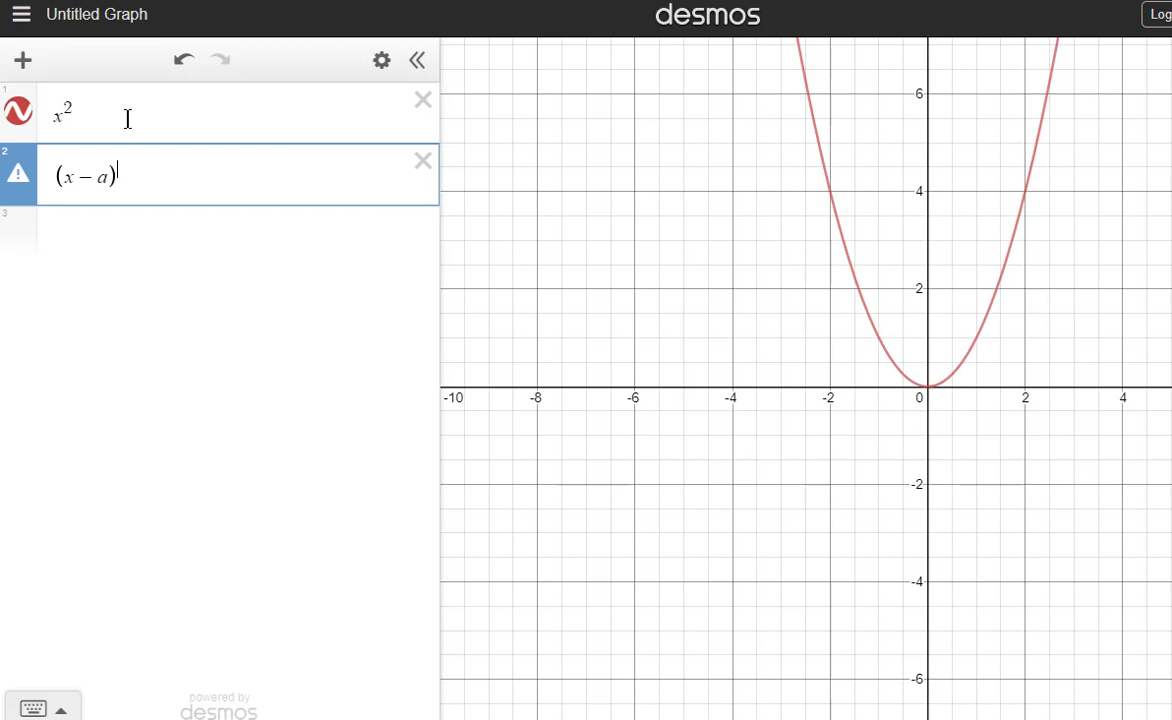 Untitled Graph
desmos
Log
1
x²
2
(x − a)
3
6
4
2
-10 -8 -6 -4 -2 0 2 4
-2
-4
-6
powered by
desmos